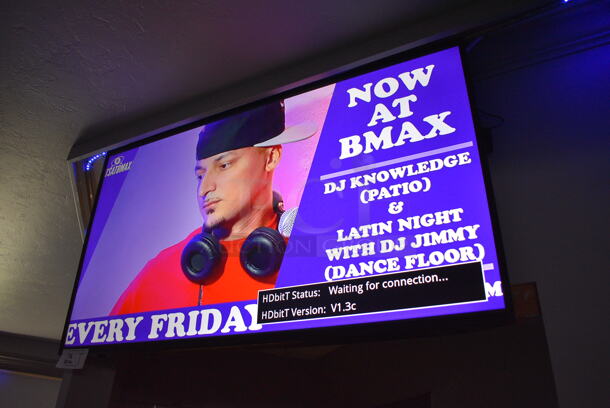 NOW
AT
BMAX
DJ KNOWLEDGE
(PATIO)
&
LATIN NIGHT
WITH DJ JIMMY
(DANCE FLOOR)
HDbitT Status: Waiting for connection...
HDbitT Version: V1.3c
EVERY FRIDAY
M